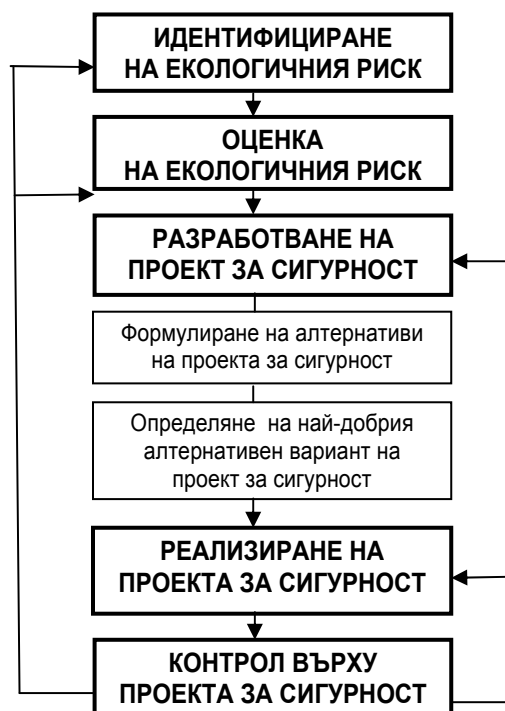 ИДЕНТИФИЦИРАНЕ
НА ЕКОЛОГИЧНИЯ РИСК
ОЦЕНКА
НА ЕКОЛОГИЧНИЯ РИСК
РАЗРАБОТВАНЕ НА
ПРОЕКТ ЗА СИГУРНОСТ
Формулиране на алтернативи
на проекта за сигурност
Определяне на най-добрия
алтернативен вариант на
проект за сигурност
РЕАЛИЗИРАНЕ НА
ПРОЕКТА ЗА СИГУРНОСТ
КОНТРОЛ ВЪРХУ
ПРОЕКТА ЗА СИГУРНОСТ